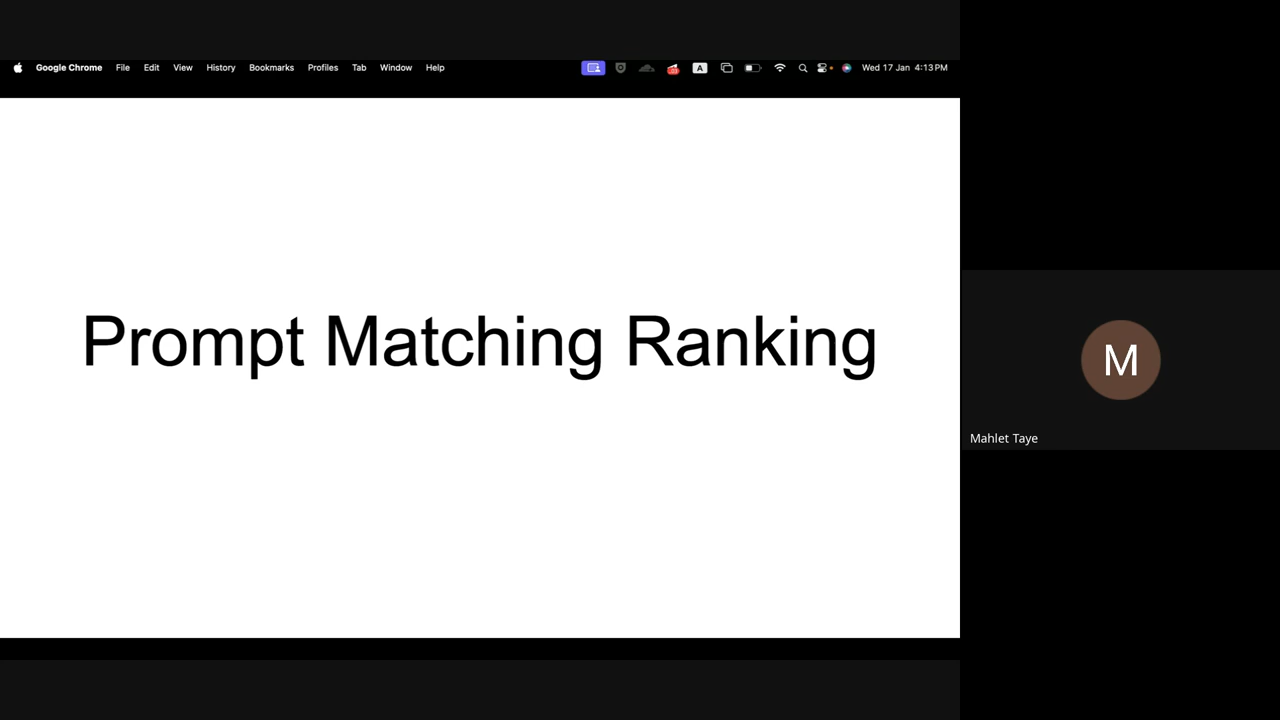 Google Chrome File Edit View History Bookmarks Profiles Tab Window Help A Wed 17 Jan 4:13 PM
Prompt Matching Ranking
M
Mahlet Taye